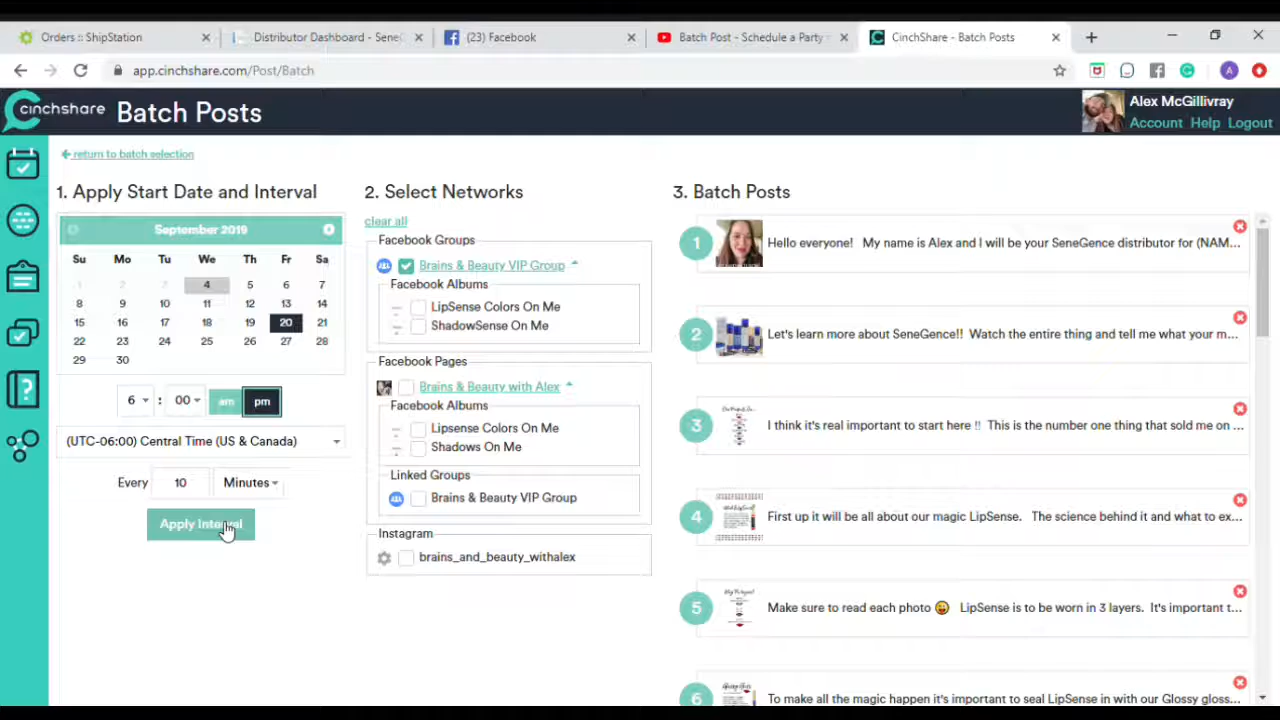 Orders :: ShipStation
Distributor Dashboard - SeneG
(23) Facebook
Batch Post - Schedule a Party
CinchShare - Batch Posts
app.cinchshare.com/Post/Batch
A
cinchshare
Batch Posts
Alex McGillivray
Account Help Logout
return to batch selection
1. Apply Start Date and Interval
September 2019
Su Mo Tu We Th Fr Sa
1 2 3 4 5 6 7
8 9 10 11 12 13 14
15 16 17 18 19 20 21
22 23 24 25 26 27 28
29 30
6 : 00 am pm
(UTC-06:00) Central Time (US & Canada)
Every 10 Minutes
Apply Interval
2. Select Networks
clear all
Facebook Groups
Brains & Beauty VIP Group
Facebook Albums
LipSense Colors On Me
ShadowSense On Me
Facebook Pages
Brains & Beauty with Alex
Facebook Albums
Lipsense Colors On Me
Shadows On Me
Linked Groups
Brains & Beauty VIP Group
Instagram
brains_and_beauty_withalex
3. Batch Posts
1 Hello everyone! My name is Alex and I will be your SeneGence distributor for (NAM...
2 Let's learn more about SeneGence!! Watch the entire thing and tell me what your m...
3 I think it's real important to start here !! This is the number one thing that sold me on ...
4 First up it will be all about our magic LipSense. The science behind it and what to ex...
5 Make sure to read each photo 😜 LipSense is to be worn in 3 layers. It's important t...
6 To make all the magic happen it's important to seal LipSense in with our Glossy gloss...